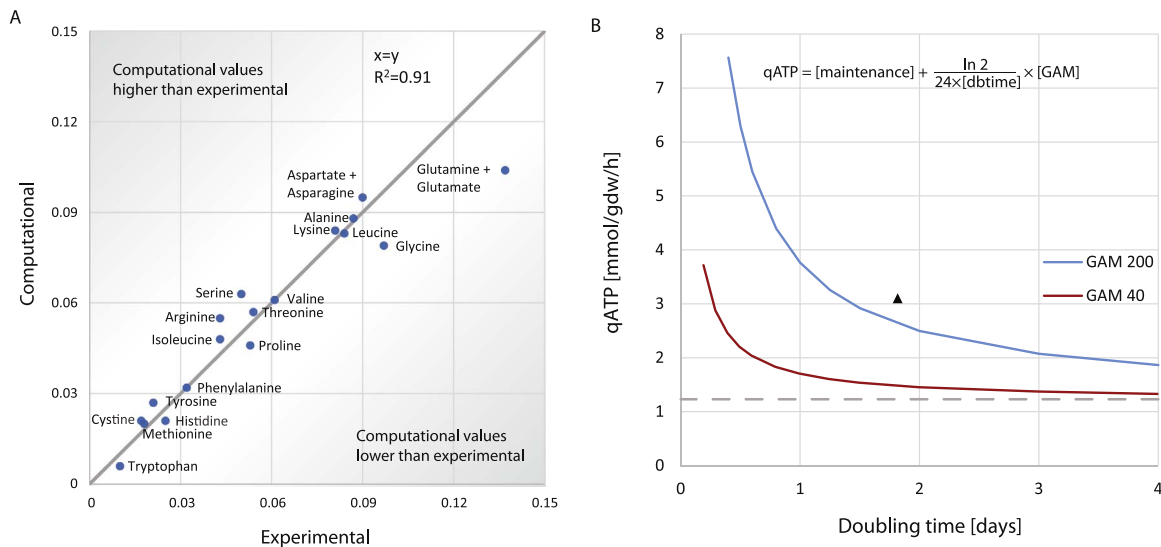 A
0.15
0.12
0.09
0.06
0.03
0
Computational
Computational values
higher than experimental
x=y
R²=0.91
Aspartate +
Asparagine
Glutamine +
Glutamate
Alanine
Lysine
Leucine
Glycine
Serine
Valine
Arginine
Threonine
Isoleucine
Proline
Phenylalanine
Tyrosine
Cystine
Histidine
Methionine
Tryptophan
Computational values
lower than experimental
0
0.03
0.06
0.09
0.12
0.15
Experimental
B
8
7
6
5
4
3
2
1
0
qATP [mmol/gdw/h]
qATP = [maintenance] + ln 2 / 24×[dbtime] × [GAM]
GAM 200
GAM 40
0
1
2
3
4
Doubling time [days]